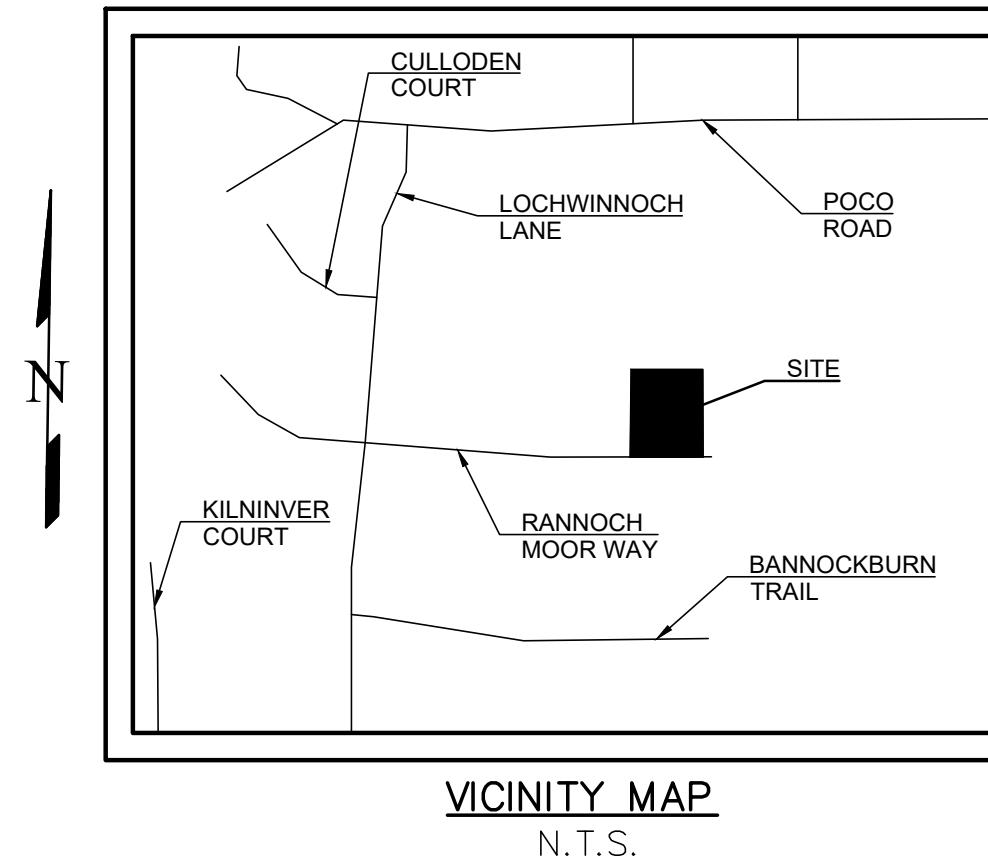 CULLODEN
COURT
LOCHWINNOCH
LANE
POCO
ROAD
SITE
N
KILNINVER
COURT
RANNOCH
MOOR WAY
BANNOCKBURN
TRAIL
VICINITY MAP
N.T.S.